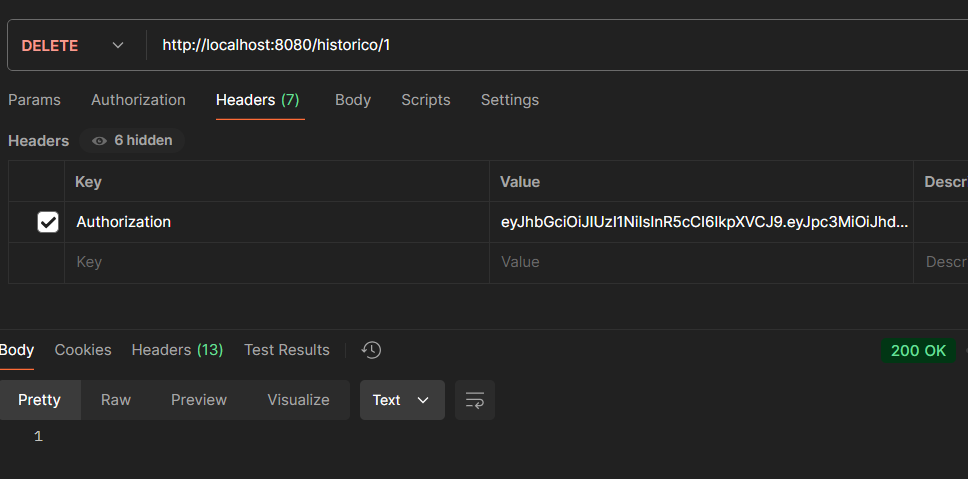 DELETE http://localhost:8080/historico/1
Params Authorization Headers (7) Body Scripts Settings
Headers 6 hidden
Key Value Descr
Authorization eyJhbGciOiJIUzI1NiIsInR5cCI6IkpXVCJ9.eyJpc3MiOiJhd...
Key Value Descr
Body Cookies Headers (13) Test Results 200 OK
Pretty Raw Preview Visualize Text
1